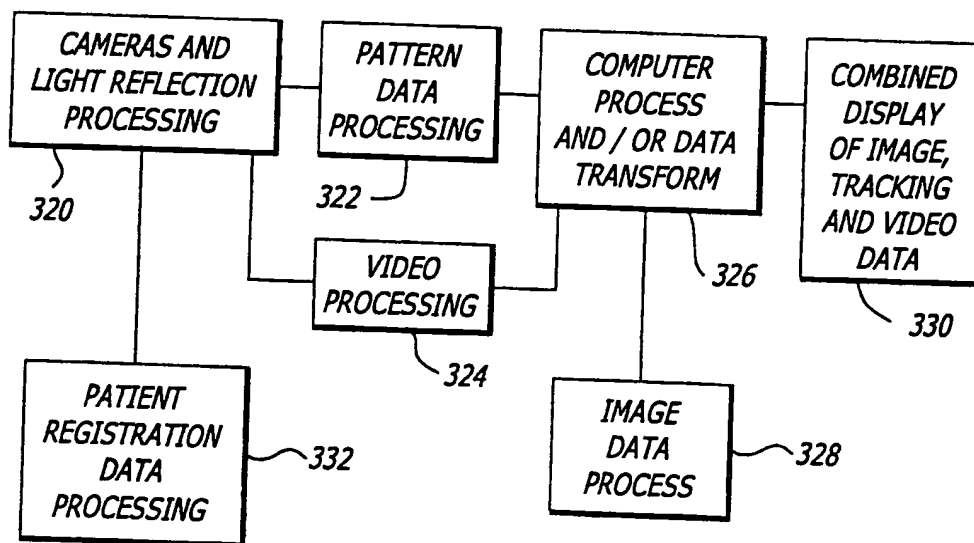 CAMERAS AND
LIGHT REFLECTION
PROCESSING
320
PATTERN
DATA
PROCESSING
322
VIDEO
PROCESSING
324
COMPUTER
PROCESS
AND / OR DATA
TRANSFORM
326
COMBINED
DISPLAY
OF IMAGE,
TRACKING
AND VIDEO
DATA
330
PATIENT
REGISTRATION
DATA
PROCESSING
332
IMAGE
DATA
PROCESS
328